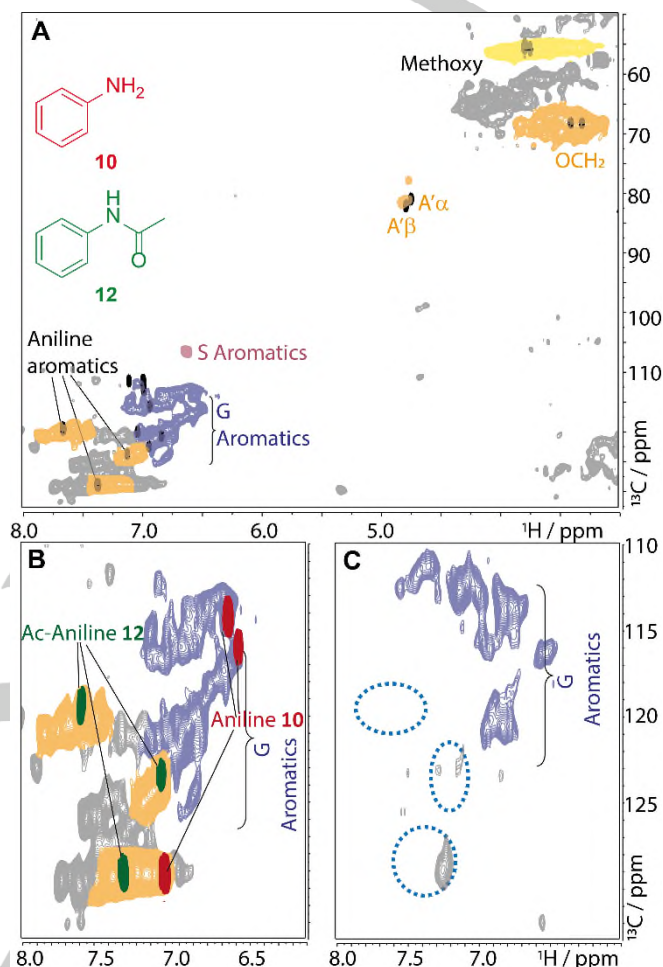 A
Methoxy
60
NH₂
70
10
OCH₂
H
N
80
A'α
A'β
O
90
12
100
Aniline
aromatics
S Aromatics
110
G
Aromatics
¹³C / ppm
8.0 7.0 6.0 5.0 ¹H / ppm
B
C
110
Ac-Aniline 12
115
G
Aromatics
Aniline 10
G
Aromatics
120
125
¹³C / ppm
8.0 7.5 7.0 6.5 8.0 7.5 7.0 ¹H / ppm